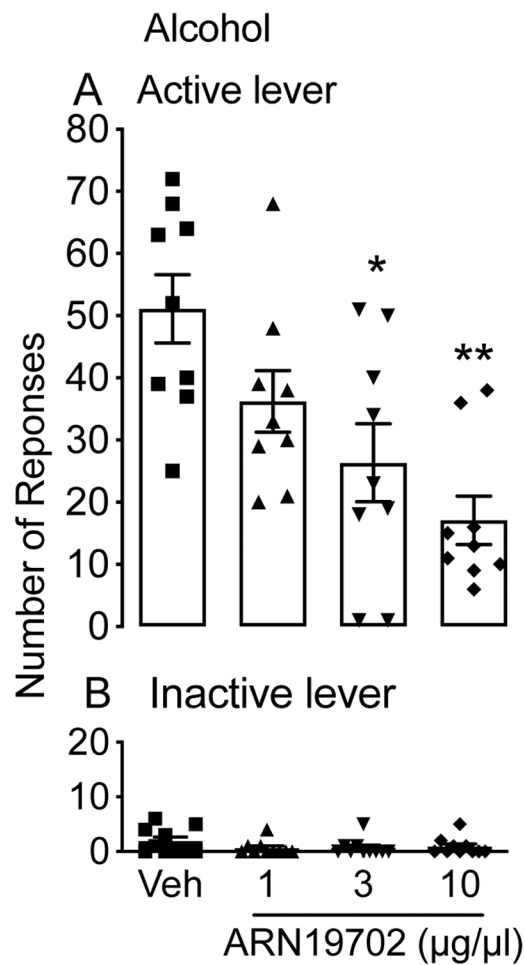 Alcohol
A Active lever
80
70
60
50
40
30
20
10
0
*
**
Number of Reponses
B Inactive lever
20
10
0
Veh 1 3 10
ARN19702 (µg/µl)